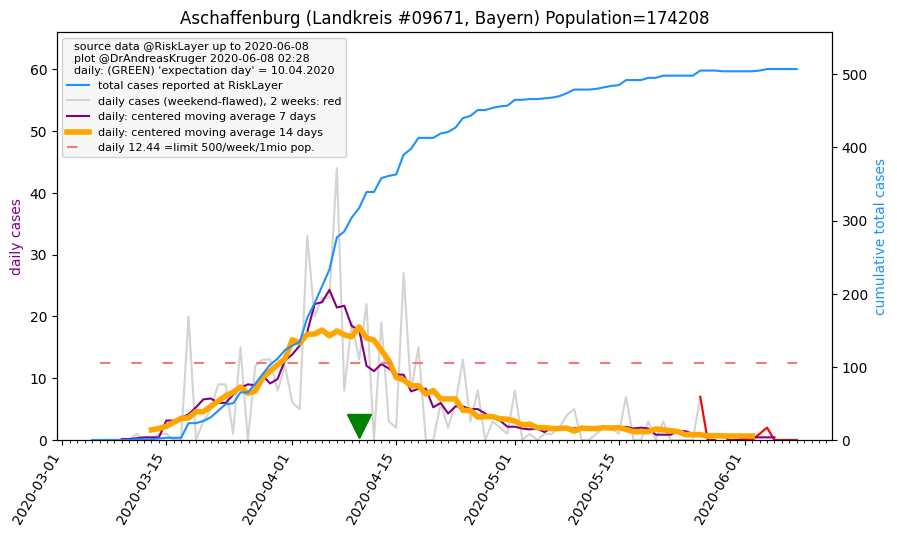 Aschaffenburg (Landkreis #09671, Bayern) Population=174208
source data @RiskLayer up to 2020-06-08
plot @DrAndreasKruger 2020-06-08 02:28
daily: (GREEN) 'expectation day' = 10.04.2020
total cases reported at RiskLayer
daily cases (weekend-flawed), 2 weeks: red
daily: centered moving average 7 days
daily: centered moving average 14 days
daily 12.44 =limit 500/week/1mio pop.
daily cases
60
50
40
30
20
10
0
500
400
300
200
100
0
cumulative total cases
2020-03-01
2020-03-15
2020-04-01
2020-04-15
2020-05-01
2020-05-15
2020-06-01